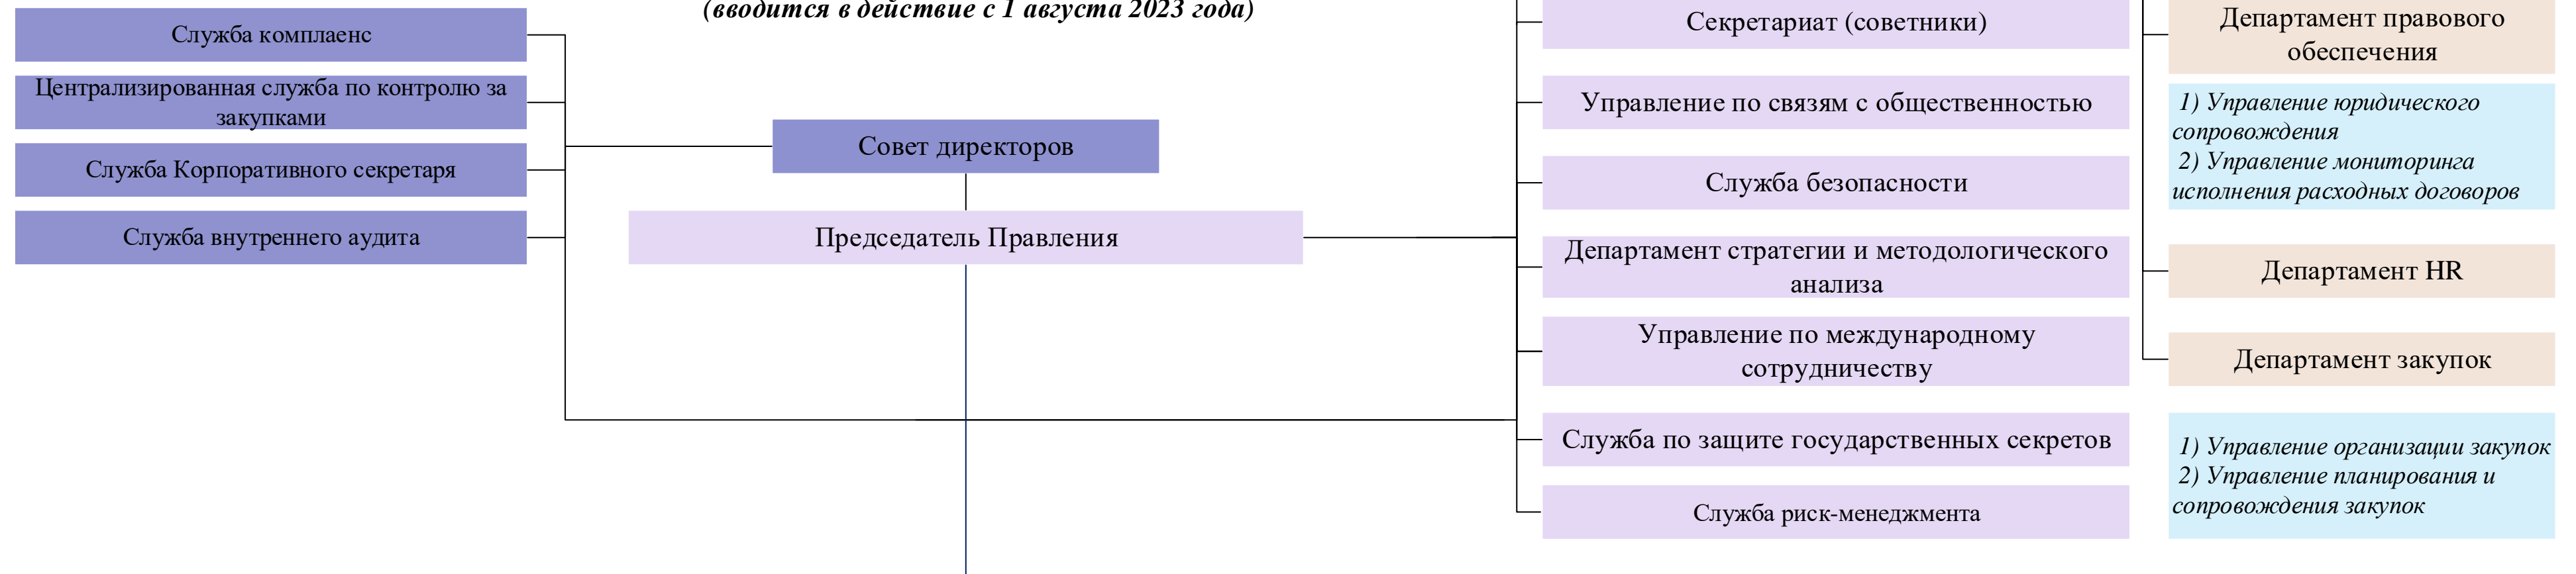 (вводится в действие с 1 августа 2023 года)
Служба комплаенс
Централизированная служба по контролю за
закупками
Служба Корпоративного секретаря
Служба внутреннего аудита
Совет директоров
Председатель Правления
Секретариат (советники)
Управление по связям с общественностью
Служба безопасности
Департамент стратегии и методологического
анализа
Управление по международному
сотрудничеству
Служба по защите государственных секретов
Служба риск-менеджмента
Департамент правового
обеспечения
1) Управление юридического
сопровождения
2) Управление мониторинга
исполнения расходных договоров
Департамент HR
Департамент закупок
1) Управление организации закупок
2) Управление планирования и
сопровождения закупок